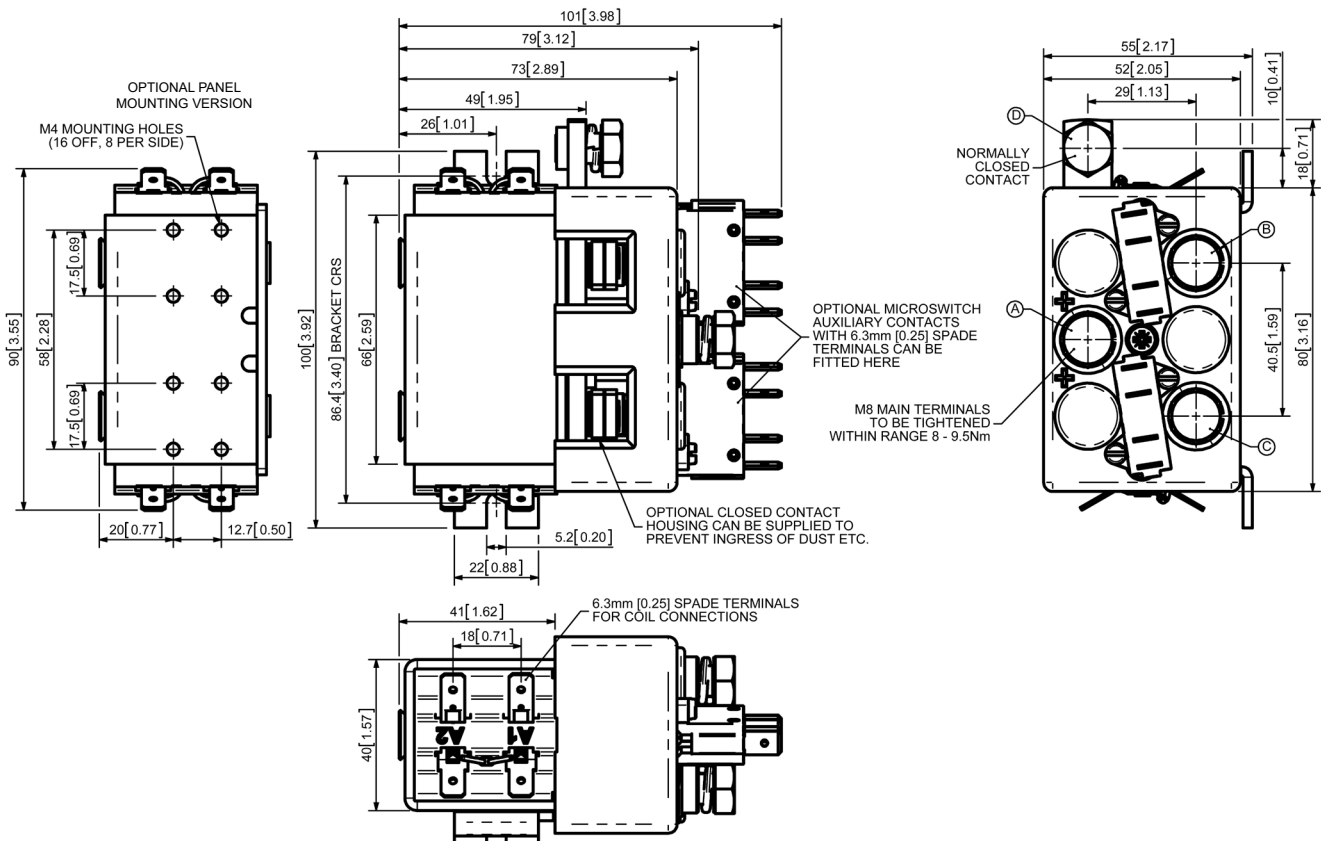 OPTIONAL PANEL
MOUNTING VERSION
M4 MOUNTING HOLES
(16 OFF, 8 PER SIDE)
90[3.55]
58[2.28]
17.5[0.69]
17.5[0.69]
20[0.77]
12.7[0.50]
101[3.98]
79[3.12]
73[2.89]
49[1.95]
26[1.01]
100[3.92]
86.4[3.40] BRACKET CRS
66[2.59]
5.2[0.20]
22[0.88]
OPTIONAL MICROSWITCH
AUXILIARY CONTACTS
WITH 6.3mm [0.25] SPADE
TERMINALS CAN BE
FITTED HERE
OPTIONAL CLOSED CONTACT
HOUSING CAN BE SUPPLIED TO
PREVENT INGRESS OF DUST ETC.
55[2.17]
52[2.05]
29[1.13]
10[0.41]
18[0.71]
D
NORMALLY
CLOSED
CONTACT
B
A
C
40.5[1.59]
80[3.16]
M8 MAIN TERMINALS
TO BE TIGHTENED
WITHIN RANGE 8 - 9.5Nm
6.3mm [0.25] SPADE TERMINALS
FOR COIL CONNECTIONS
41[1.62]
18[0.71]
40[1.57]
A2
A1